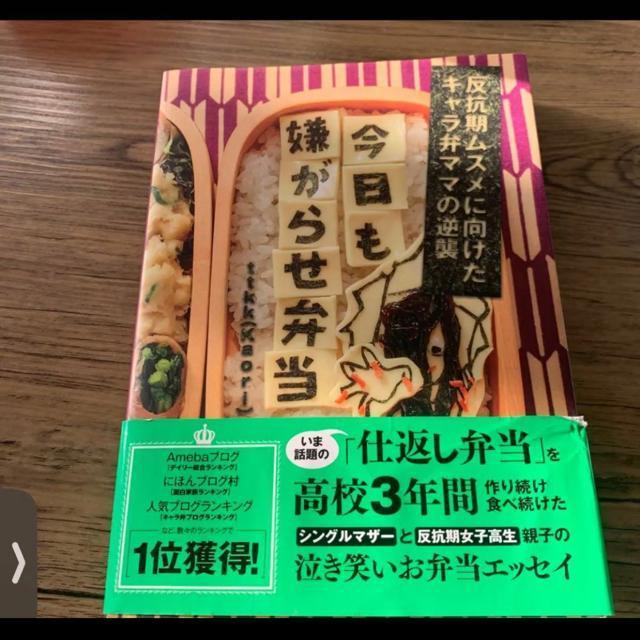 反抗期ムスメに向けた
キャラ弁ママの逆襲
今日も
嫌がらせ弁当
ttkk(Kaori)
Amebaブログ
[デイリー総合ランキング]
にほんブログ村
[面白家族ランキング]
人気ブログランキング
[キャラ弁ブログランキング]
など、数々のランキングで
1位獲得!
いま
話題の
「仕返し弁当」を
高校3年間 作り続け
食べ続けた
シングルマザーと反抗期女子高生親子の
泣き笑いお弁当エッセイ